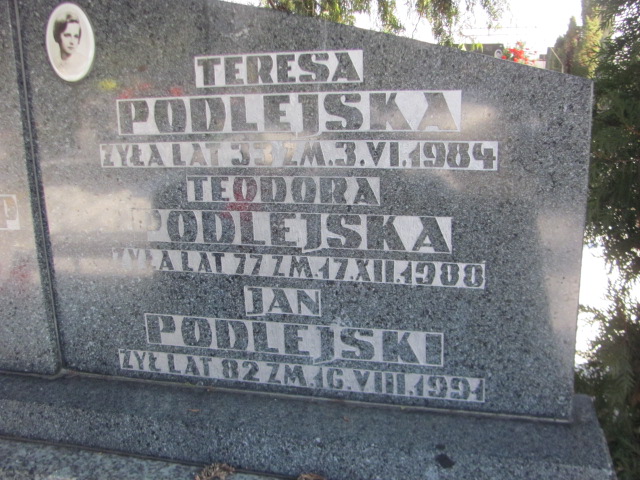 TERESA
PODLEJSKA
ŻYŁA LAT 33 ZM. 3.VI.1984
TEODORA
PODLEJSKA
ŻYŁA LAT 77 ZM. 17.XII.1988
JAN
PODLEJSKI
ŻYŁ LAT 82 ZM. 16.VIII.1991